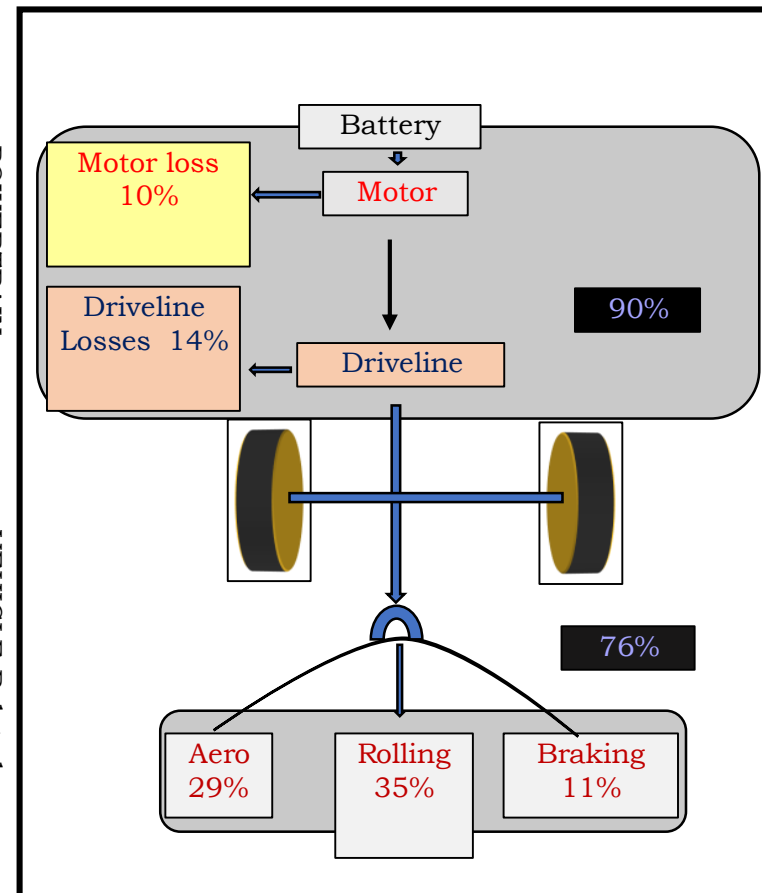 Battery
Motor loss
10%
Motor
90%
Driveline
Losses 14%
Driveline
76%
Aero
29%
Rolling
35%
Braking
11%